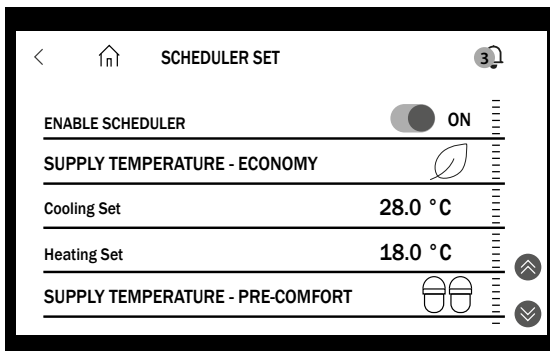 SCHEDULER SET 3
ENABLE SCHEDULER ON
SUPPLY TEMPERATURE - ECONOMY
Cooling Set 28.0 °C
Heating Set 18.0 °C
SUPPLY TEMPERATURE - PRE-COMFORT